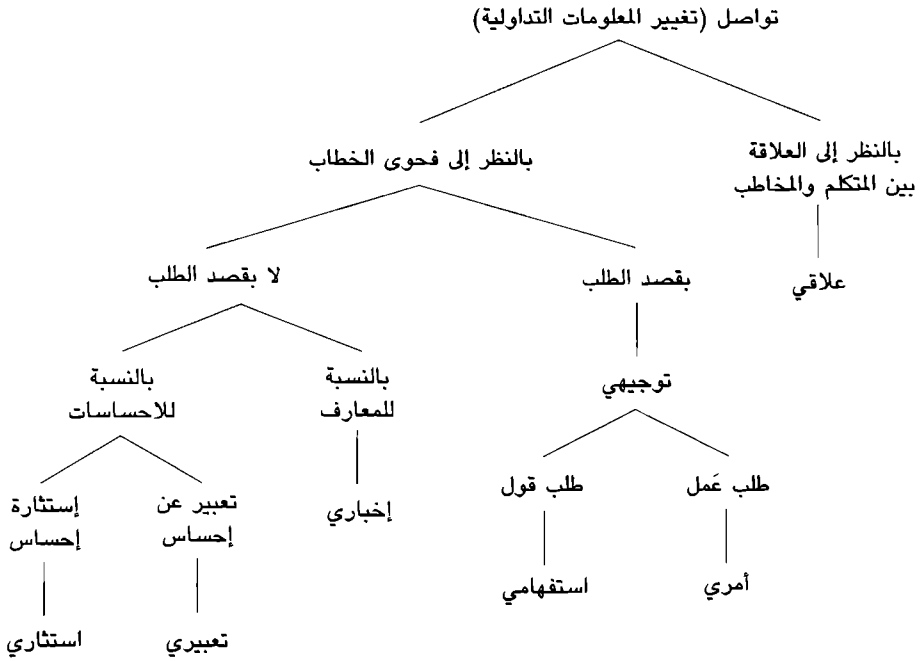 تواصل (تغيير المعلومات التداولية)
بالنظر إلى العلاقة
بين المتكلم والمخاطب
بالنظر إلى فحوى الخطاب
علاقي
بقصد الطلب
لا بقصد الطلب
توجيهي
بالنسبة
للمعارف
بالنسبة
للاحساسات
طلب عَمل
طلب قول
إخباري
تعبير عن
إحساس
إستثارة
إحساس
أمري
استفهامي
تعبيري
استثاري